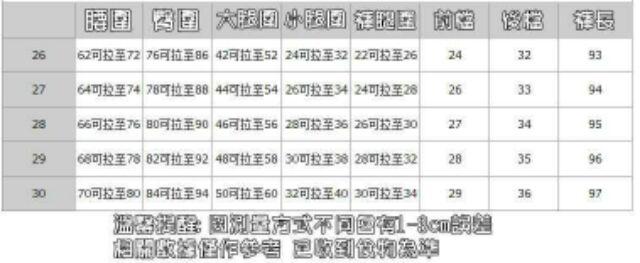 腰圍 臀圍 大腿圍 小腿圍 褲腿圍 前檔 後檔 褲長
26 62可拉至72 76可拉至86 42可拉至52 24可拉至32 22可拉至26 24 32 93
27 64可拉至74 78可拉至88 44可拉至54 26可拉至34 24可拉至28 26 33 94
28 66可拉至76 80可拉至90 46可拉至56 28可拉至36 26可拉至30 27 34 95
29 68可拉至78 82可拉至92 48可拉至58 30可拉至38 28可拉至32 28 35 96
30 70可拉至80 84可拉至94 50可拉至60 32可拉至40 30可拉至34 29 36 97
溫馨提醒: 因測量方式不同會有1-3cm誤差
相關數據僅作參考 已收到後物為準